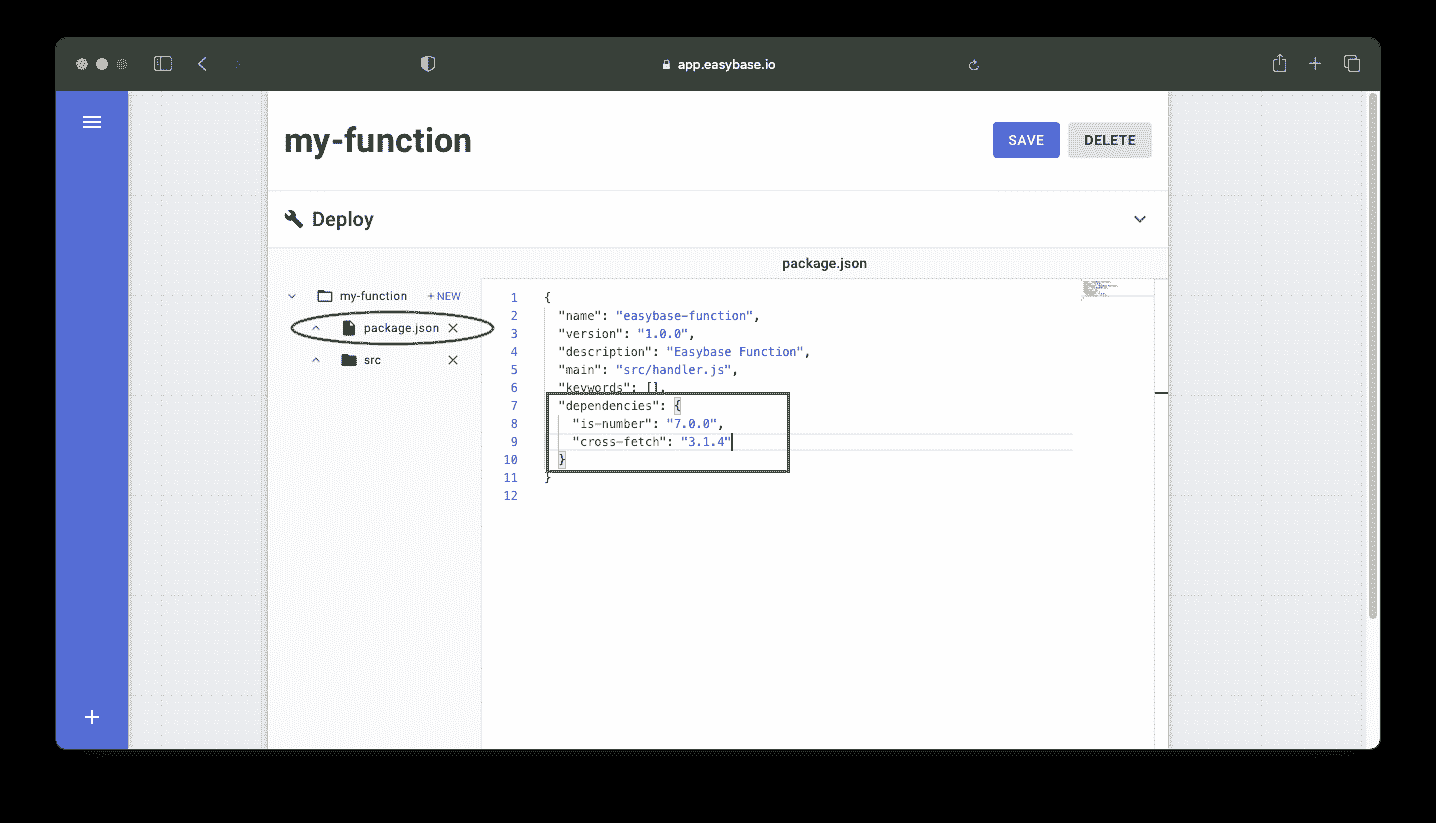 app.easybase.io
my-function
SAVE
DELETE
Deploy
package.json
my-function
+ NEW
package.json
src
1 {
2 "name": "easybase-function",
3 "version": "1.0.0",
4 "description": "Easybase Function",
5 "main": "src/handler.js",
6 "keywords": [],
7 "dependencies": {
8 "is-number": "7.0.0",
9 "cross-fetch": "3.1.4"
10 }
11 }
12